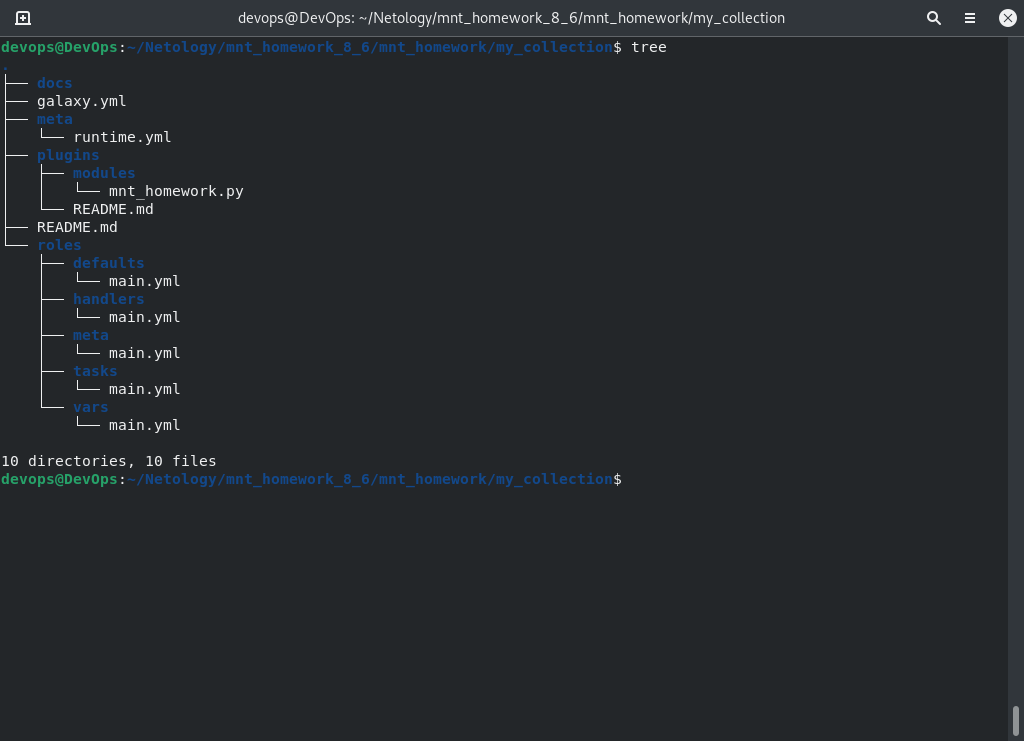 devops@DevOps: ~/Netology/mnt_homework_8_6/mnt_homework/my_collection
devops@DevOps:~/Netology/mnt_homework_8_6/mnt_homework/my_collection$ tree
.
├── docs
├── galaxy.yml
├── meta
│   └── runtime.yml
├── plugins
│   ├── modules
│   │   └── mnt_homework.py
│   └── README.md
├── README.md
└── roles
    ├── defaults
    │   └── main.yml
    ├── handlers
    │   └── main.yml
    ├── meta
    │   └── main.yml
    ├── tasks
    │   └── main.yml
    └── vars
        └── main.yml
10 directories, 10 files
devops@DevOps:~/Netology/mnt_homework_8_6/mnt_homework/my_collection$